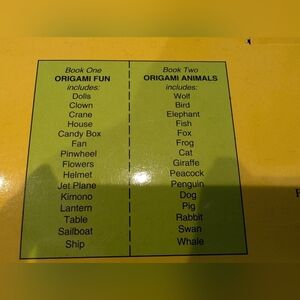 Book One
ORIGAMI FUN
includes:
Dolls
Clown
Crane
House
Candy Box
Fan
Pinwheel
Flowers
Helmet
Jet Plane
Kimono
Lantern
Table
Sailboat
Ship
Book Two
ORIGAMI ANIMALS
includes:
Wolf
Bird
Elephant
Fish
Fox
Frog
Cat
Giraffe
Peacock
Penguin
Dog
Pig
Rabbit
Swan
Whale